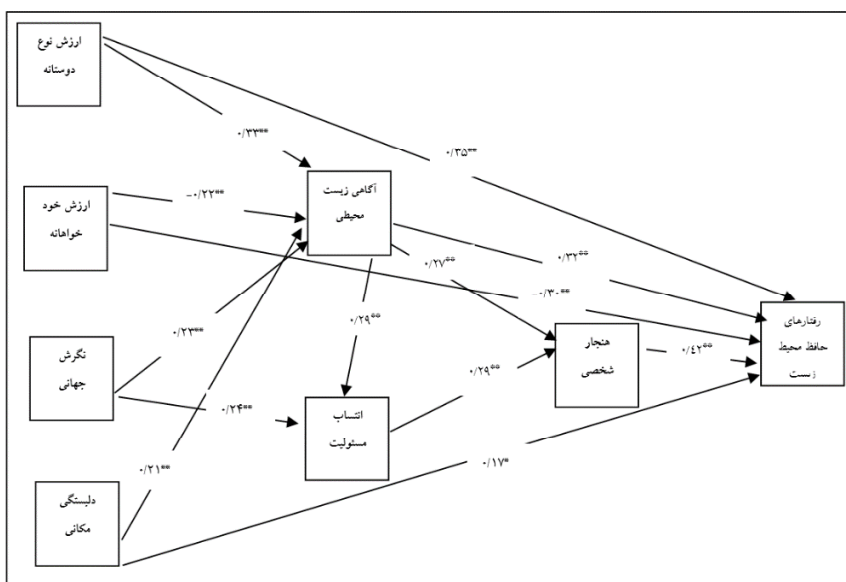 ارزش نوع
دوستانه
۰/۳۳**
۰/۳۵**
ارزش خود
خواهانه
-۰/۲۲**
آگاهی زیست
محیطی
۰/۳۲**
۰/۲۷**
-۰/۳۰**
رفتارهای
حافظ محیط
زیست
نگرش
جهانی
۰/۲۳**
۰/۲۹**
هنجار
شخصی
۰/٤۲**
۰/۲۴**
انتساب
مسئولیت
۰/۲۹**
دلبستگی
مکانی
۰/۲۱**
۰/۱۷*